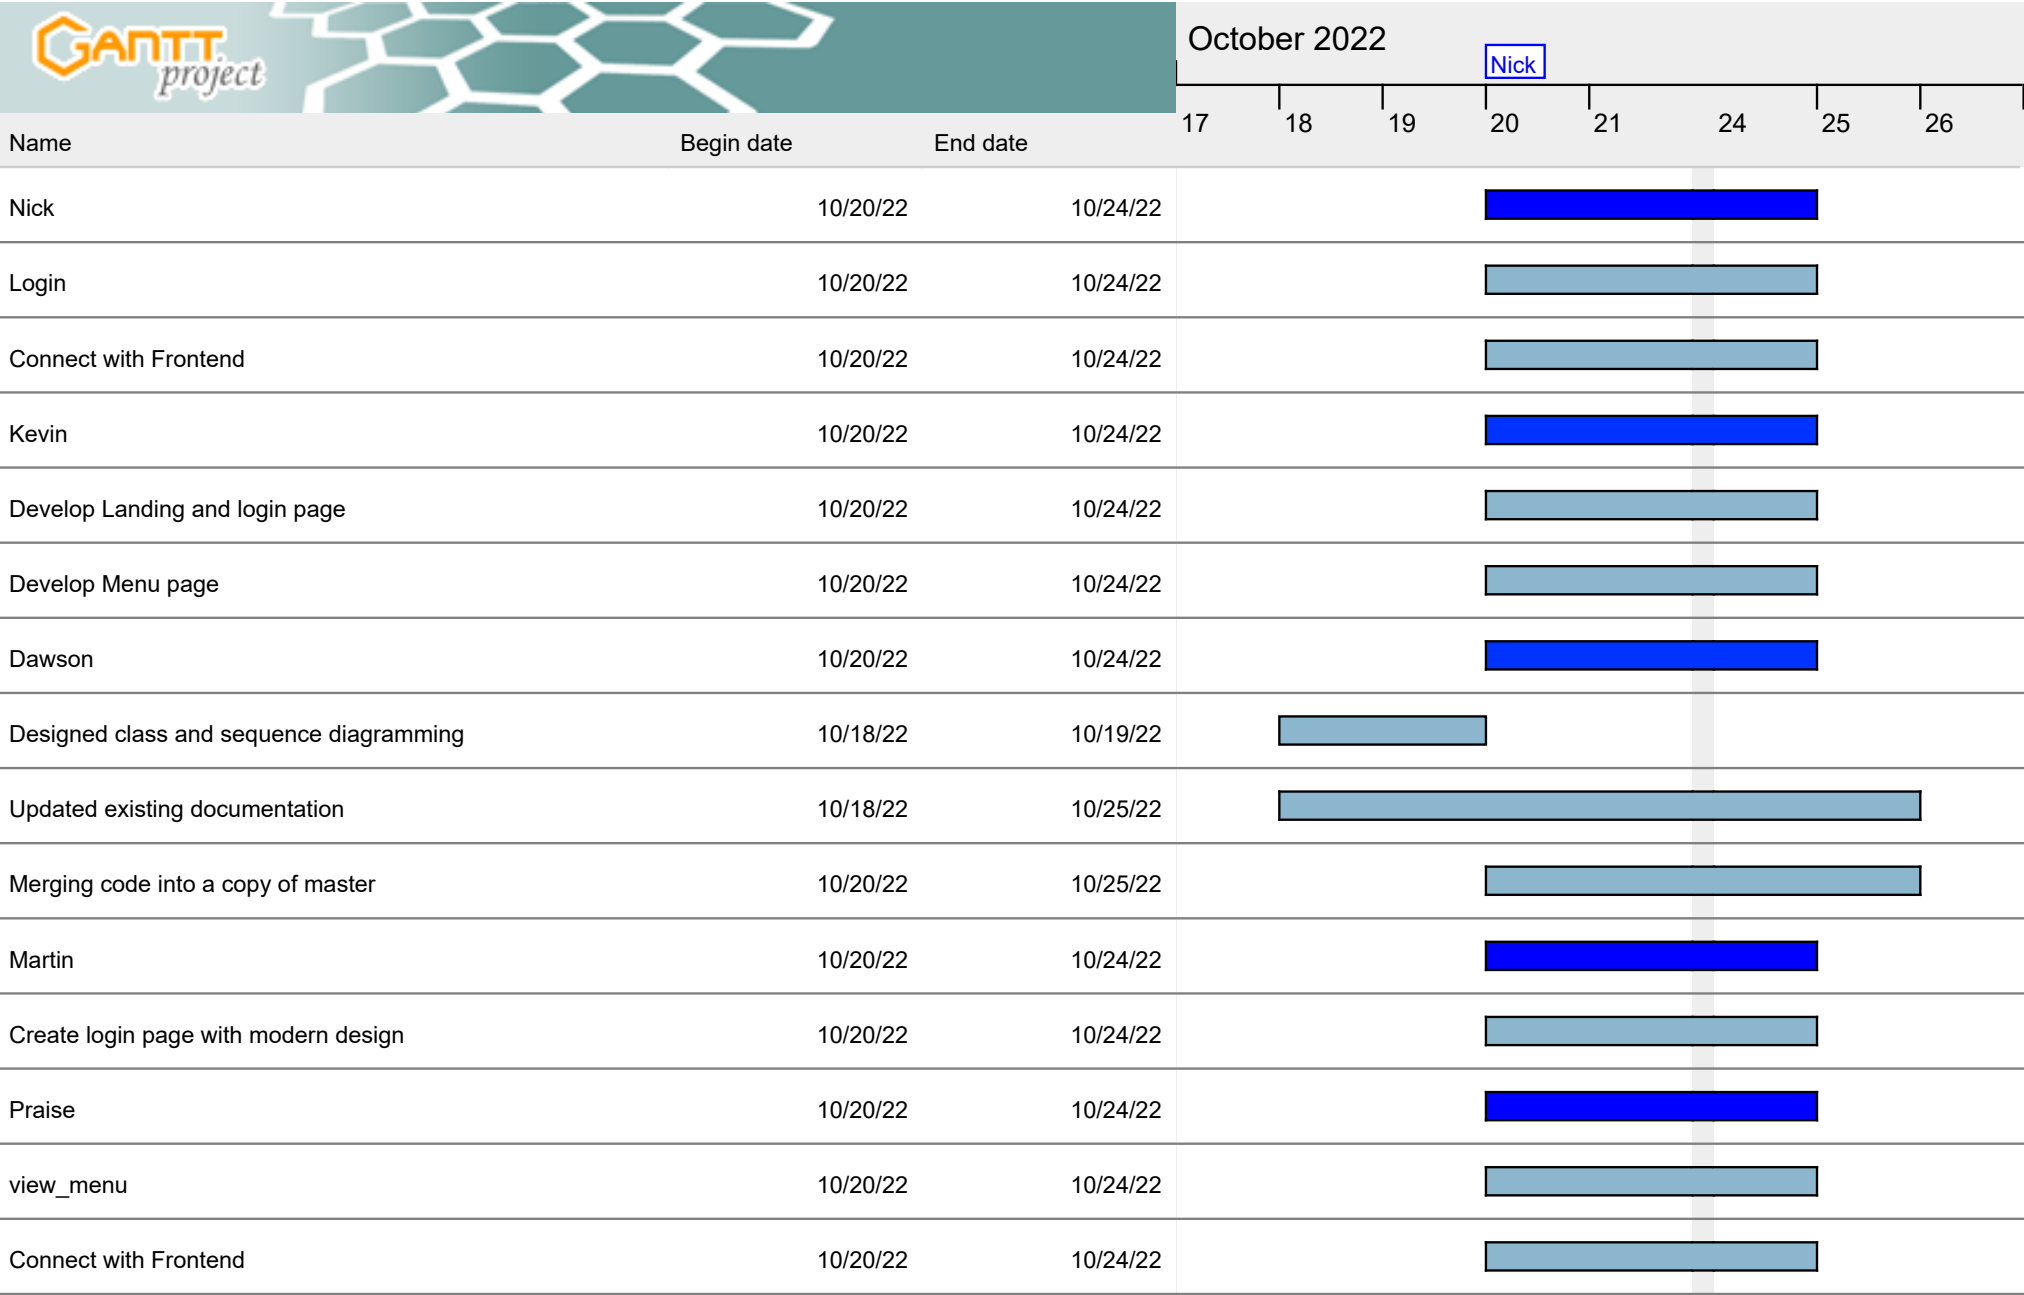 GANTT
project
October 2022
Nick
17 18 19 20 21 24 25 26
Name Begin date End date
Nick 10/20/22 10/24/22
Login 10/20/22 10/24/22
Connect with Frontend 10/20/22 10/24/22
Kevin 10/20/22 10/24/22
Develop Landing and login page 10/20/22 10/24/22
Develop Menu page 10/20/22 10/24/22
Dawson 10/20/22 10/24/22
Designed class and sequence diagramming 10/18/22 10/19/22
Updated existing documentation 10/18/22 10/25/22
Merging code into a copy of master 10/20/22 10/25/22
Martin 10/20/22 10/24/22
Create login page with modern design 10/20/22 10/24/22
Praise 10/20/22 10/24/22
view_menu 10/20/22 10/24/22
Connect with Frontend 10/20/22 10/24/22